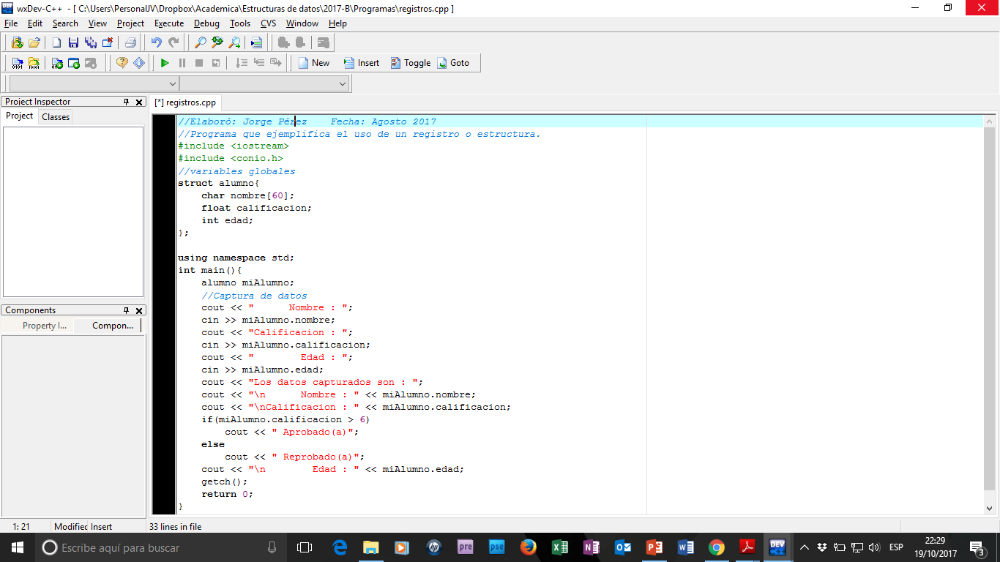 wxDev-C++ - [ C:\Users\PersonalJV\Dropbox\Academica\Estructuras de datos\2017-B\Programas\registros.cpp ]
File Edit Search View Project Execute Debug Tools CVS Window Help
New Insert Toggle Goto
Project Inspector
Project Classes
Components
Property I... Compon...
[*] registros.cpp
//Elaboró: Jorge Pérez    Fecha: Agosto 2017
//Programa que ejemplifica el uso de un registro o estructura.
#include <iostream>
#include <conio.h>
//variables globales
struct alumno{
    char nombre[60];
    float calificacion;
    int edad;
};
using namespace std;
int main(){
    alumno miAlumno;
    //Captura de datos
    cout << "      Nombre : ";
    cin >> miAlumno.nombre;
    cout << "Calificacion : ";
    cin >> miAlumno.calificacion;
    cout << "        Edad : ";
    cin >> miAlumno.edad;
    cout << "Los datos capturados son : ";
    cout << "\n      Nombre : " << miAlumno.nombre;
    cout << "\nCalificacion : " << miAlumno.calificacion;
    if(miAlumno.calificacion > 6)
        cout << " Aprobado(a)";
    else
        cout << " Reprobado(a)";
    cout << "\n        Edad : " << miAlumno.edad;
    getch();
    return 0;
}
1: 21 Modified Insert 33 lines in file
Escribe aquí para buscar
hp pre pse DEV ESP
22:29
19/10/2017
3